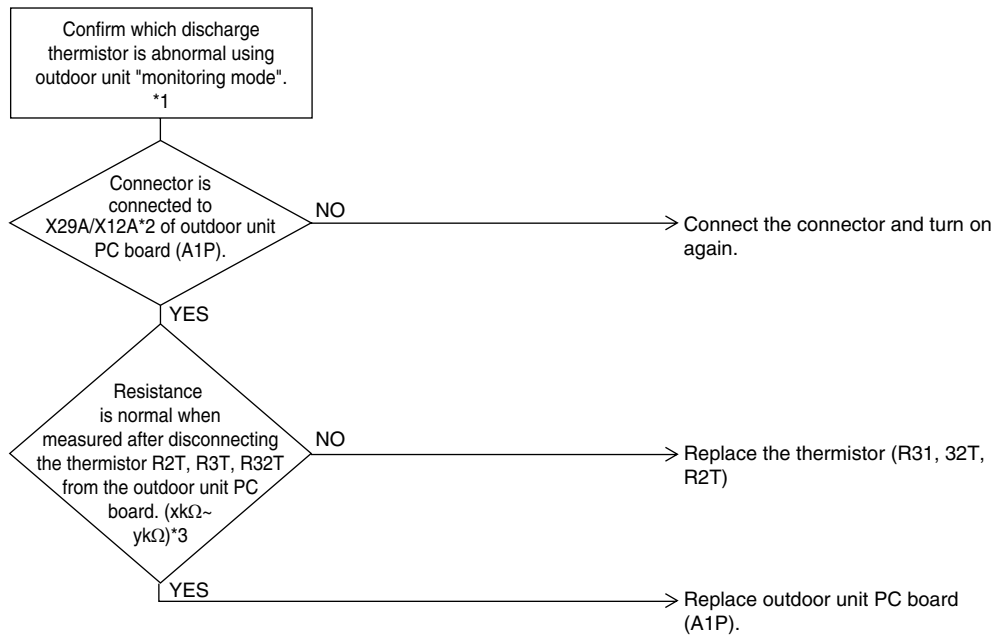 Confirm which discharge
thermistor is abnormal using
outdoor unit "monitoring mode".
*1
Connector is
connected to
X29A/X12A*2 of outdoor unit
PC board (A1P).
NO
Connect the connector and turn on
again.
YES
Resistance
is normal when
measured after disconnecting
the thermistor R2T, R3T, R32T
from the outdoor unit PC
board. (xkΩ~
ykΩ)*3
NO
Replace the thermistor (R31, 32T,
R2T)
YES
Replace outdoor unit PC board
(A1P).